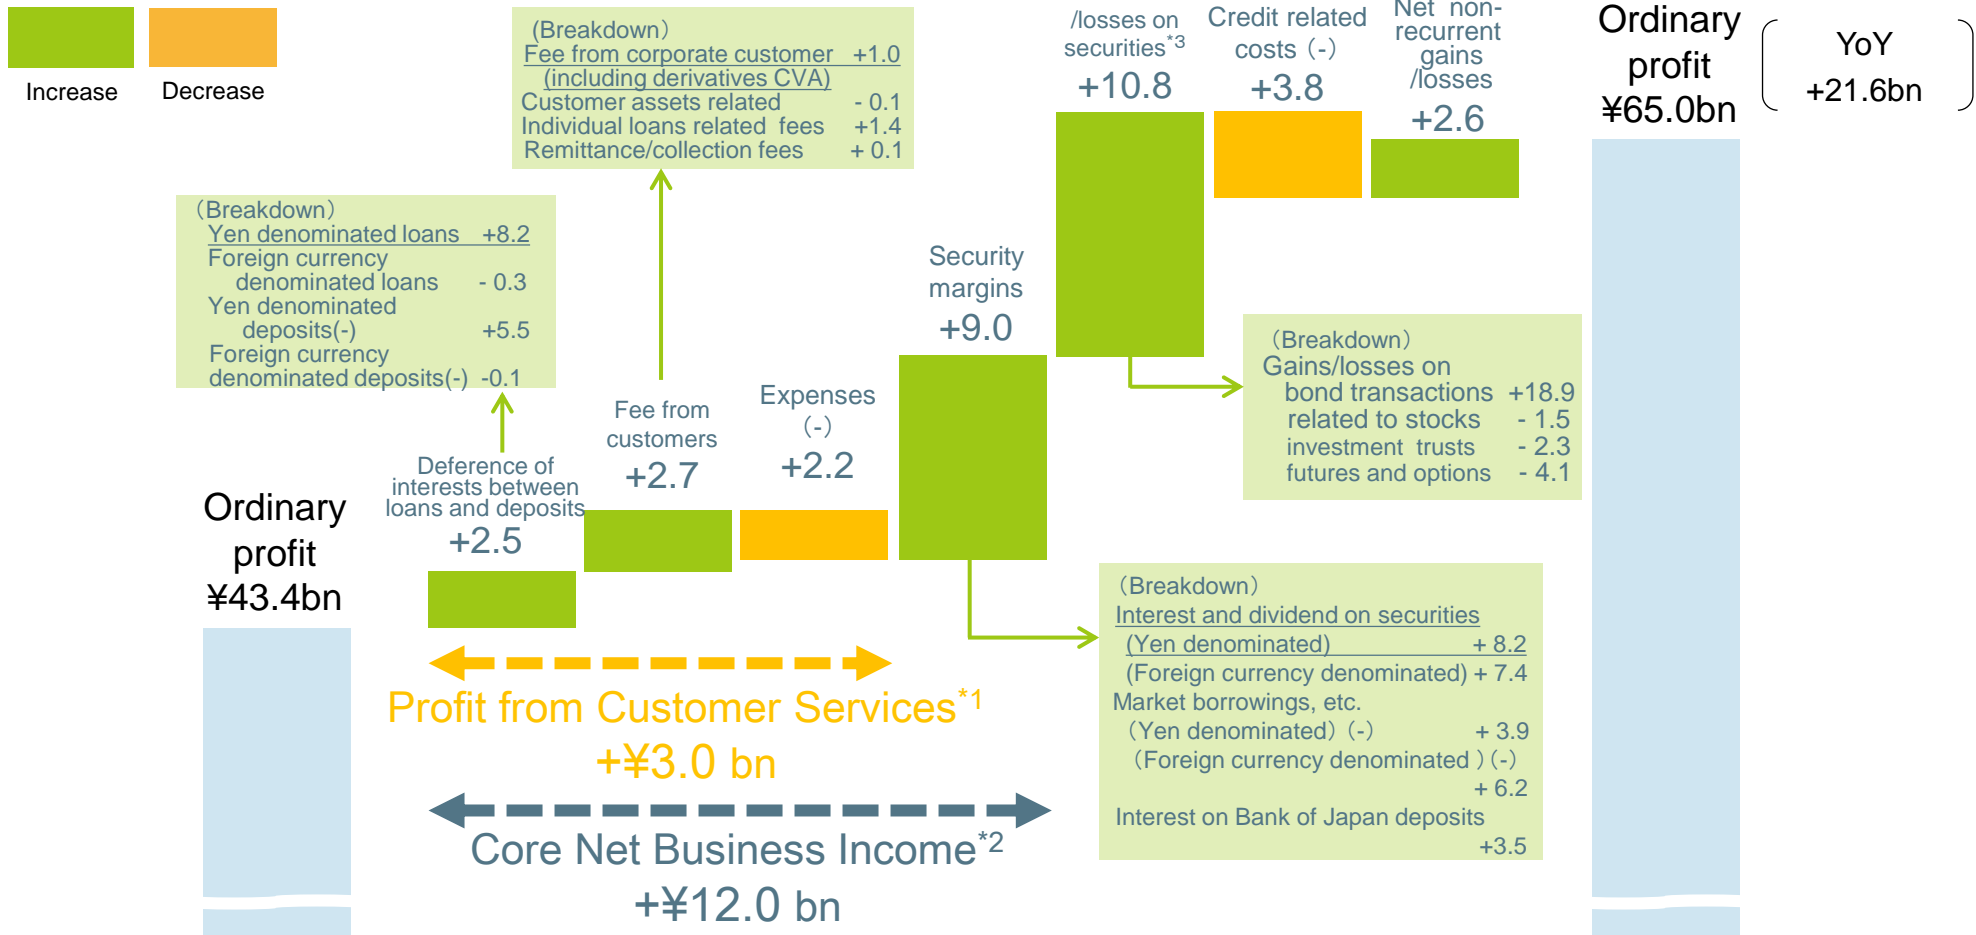 Increase
Decrease
(Breakdown)
Fee from corporate customer +1.0
(including derivatives CVA)
Customer assets related - 0.1
Individual loans related fees +1.4
Remittance/collection fees + 0.1
/losses on
securities*3
+10.8
Credit related
costs (-)
+3.8
Net non-
recurrent
gains
/losses
+2.6
Ordinary
profit
¥65.0bn
YoY
+21.6bn
(Breakdown)
Yen denominated loans +8.2
Foreign currency
denominated loans - 0.3
Yen denominated
deposits(-) +5.5
Foreign currency
denominated deposits(-) -0.1
Security
margins
+9.0
(Breakdown)
Gains/losses on
bond transactions +18.9
related to stocks - 1.5
investment trusts - 2.3
futures and options - 4.1
Fee from
customers
+2.7
Expenses
(-)
+2.2
Deference of
interests between
loans and deposits
+2.5
Ordinary
profit
¥43.4bn
(Breakdown)
Interest and dividend on securities
(Yen denominated) + 8.2
(Foreign currency denominated) + 7.4
Market borrowings, etc.
(Yen denominated) (-) + 3.9
(Foreign currency denominated ) (-)
+ 6.2
Interest on Bank of Japan deposits
+3.5
Profit from Customer Services*1
+¥3.0 bn
Core Net Business Income*2
+¥12.0 bn